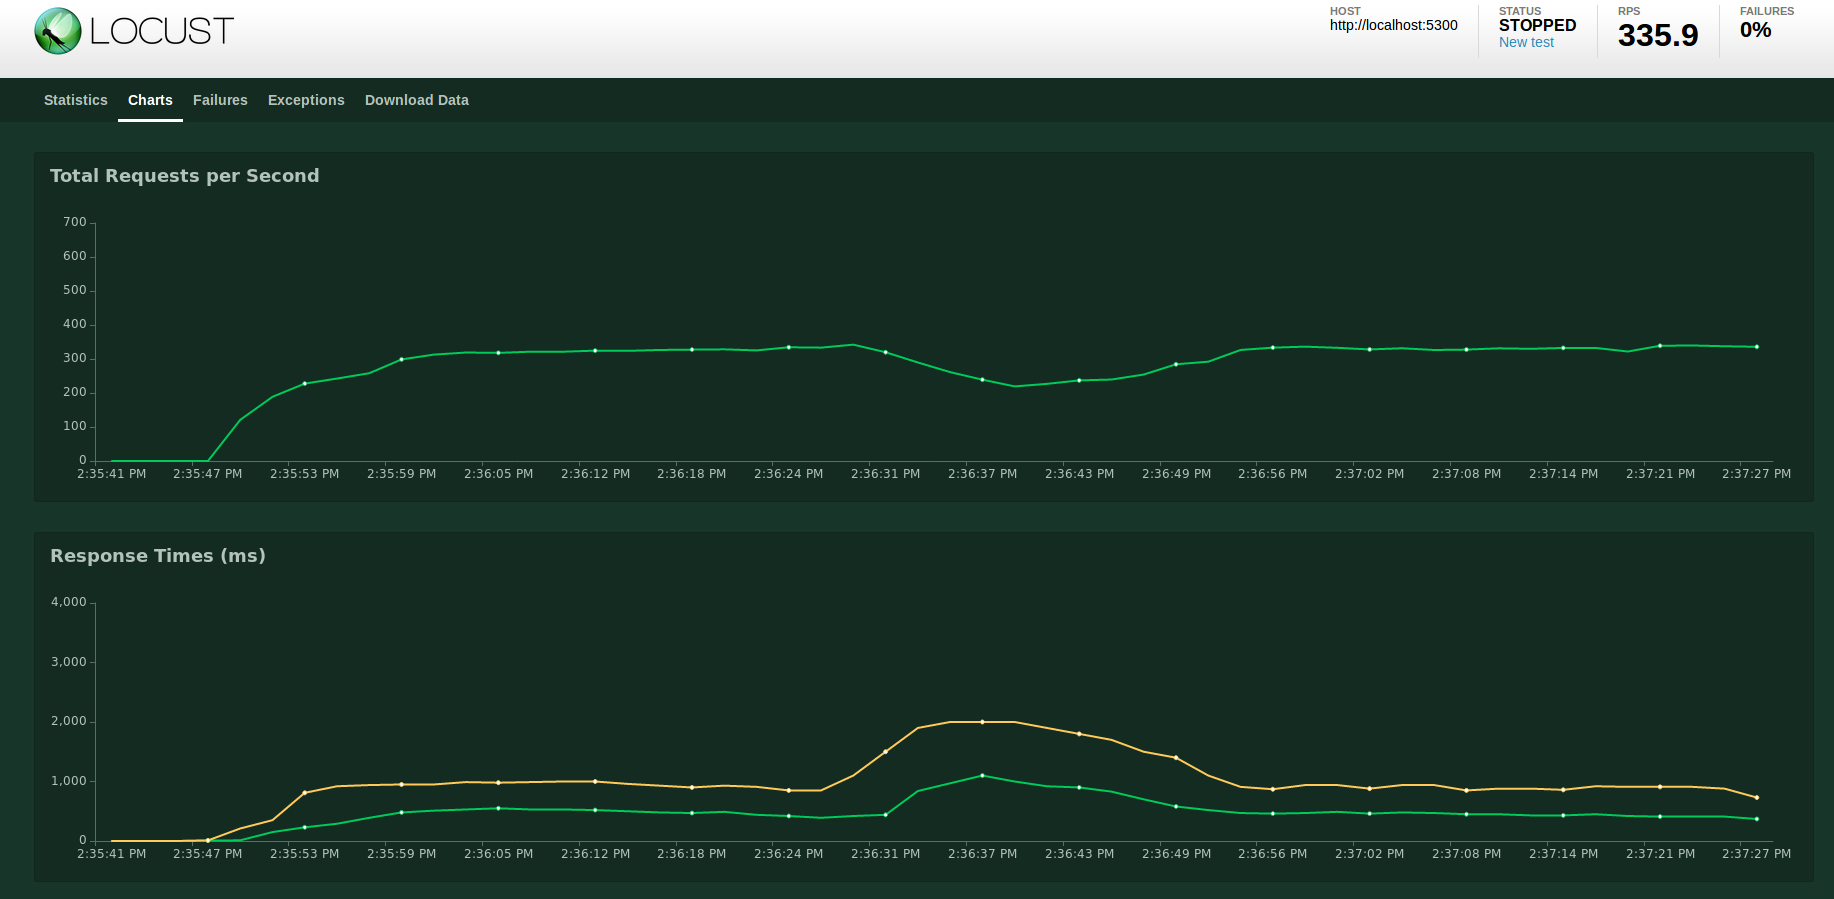 LOCUST
HOST
http://localhost:5300
STATUS
STOPPED
New test
RPS
335.9
FAILURES
0%
Statistics Charts Failures Exceptions Download Data
Total Requests per Second
700
600
500
400
300
200
100
0
2:35:41 PM 2:35:47 PM 2:35:53 PM 2:35:59 PM 2:36:05 PM 2:36:12 PM 2:36:18 PM 2:36:24 PM 2:36:31 PM 2:36:37 PM 2:36:43 PM 2:36:49 PM 2:36:56 PM 2:37:02 PM 2:37:08 PM 2:37:14 PM 2:37:21 PM 2:37:27 PM
Response Times (ms)
4,000
3,000
2,000
1,000
0
2:35:41 PM 2:35:47 PM 2:35:53 PM 2:35:59 PM 2:36:05 PM 2:36:12 PM 2:36:18 PM 2:36:24 PM 2:36:31 PM 2:36:37 PM 2:36:43 PM 2:36:49 PM 2:36:56 PM 2:37:02 PM 2:37:08 PM 2:37:14 PM 2:37:21 PM 2:37:27 PM